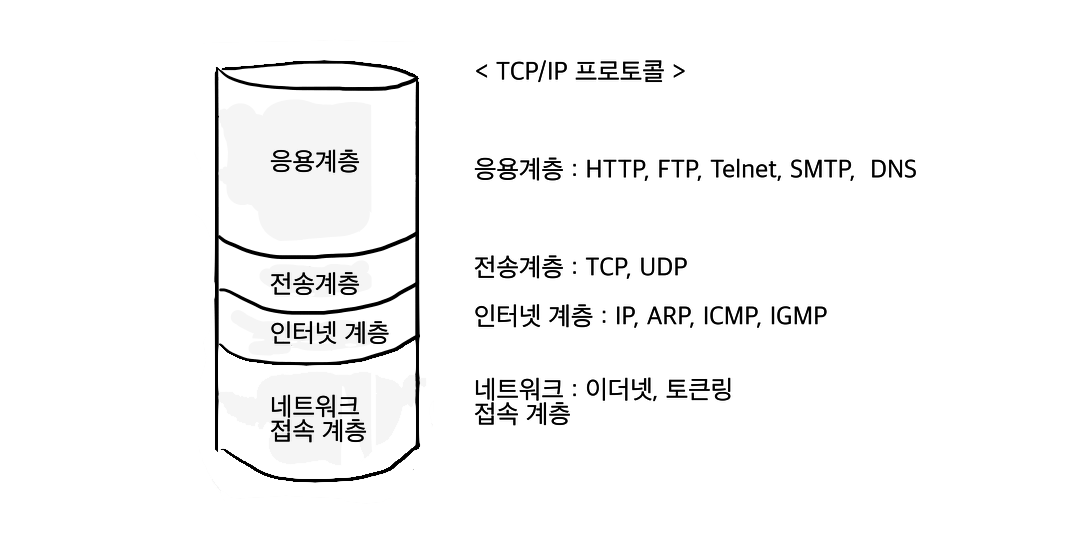 < TCP/IP 프로토콜 >
응용계층
응용계층 : HTTP, FTP, Telnet, SMTP, DNS
전송계층
전송계층 : TCP, UDP
인터넷 계층
인터넷 계층 : IP, ARP, ICMP, IGMP
네트워크
접속 계층
네트워크 : 이더넷, 토큰링
접속 계층